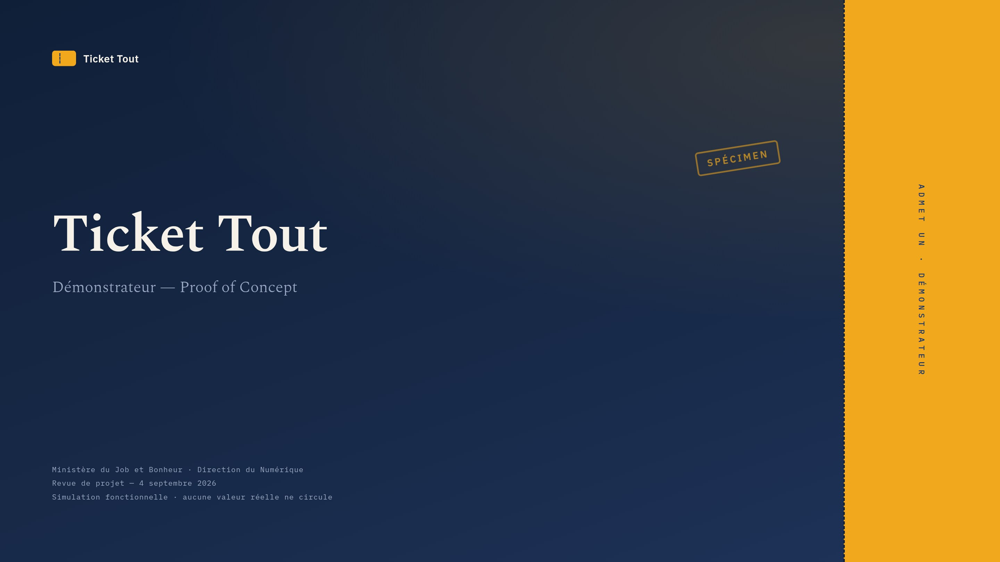 Ticket Tout
SPÉCIMEN
Ticket Tout
Démonstrateur — Proof of Concept
Ministère du Job et Bonheur · Direction du Numérique
Revue de projet — 4 septembre 2026
Simulation fonctionnelle · aucune valeur réelle ne circule
ADMET UN · DÉMONSTRATEUR